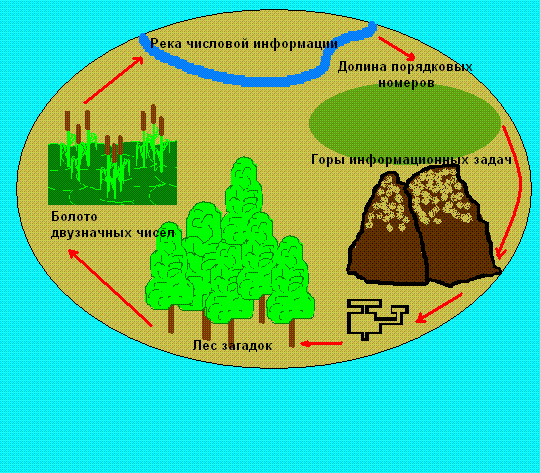 Река числовой информации
Долина порядковых
номеров
Горы информационных задач
Болото
двузначных чисел
Лес загадок